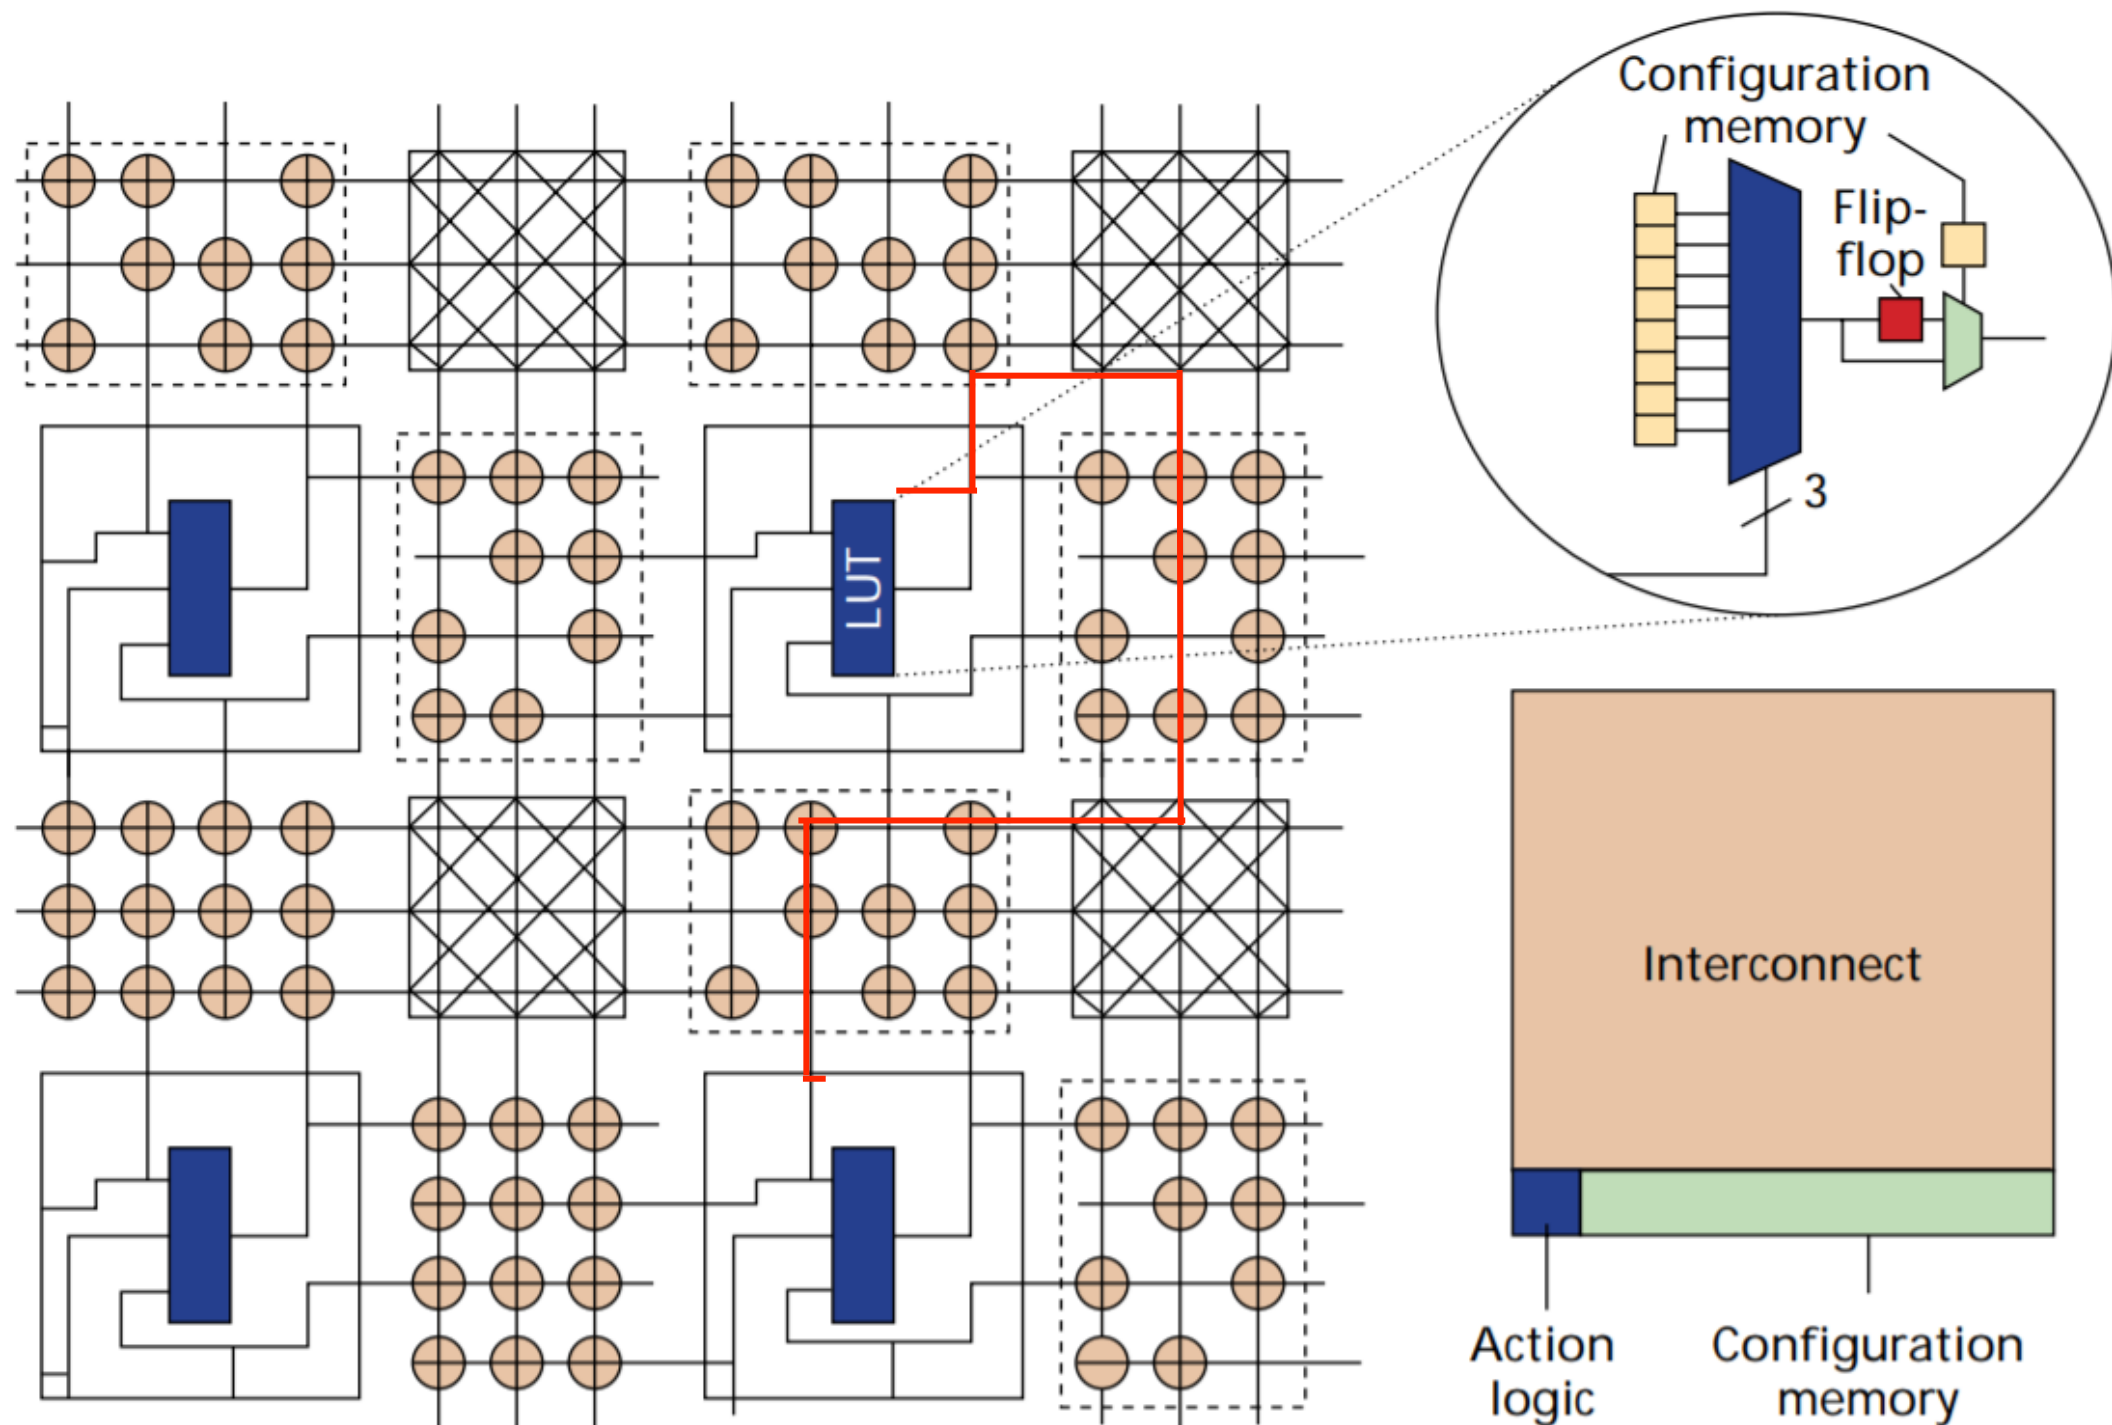 Configuration
memory
Flip-
flop
3
LUT
Interconnect
Action
logic
Configuration
memory